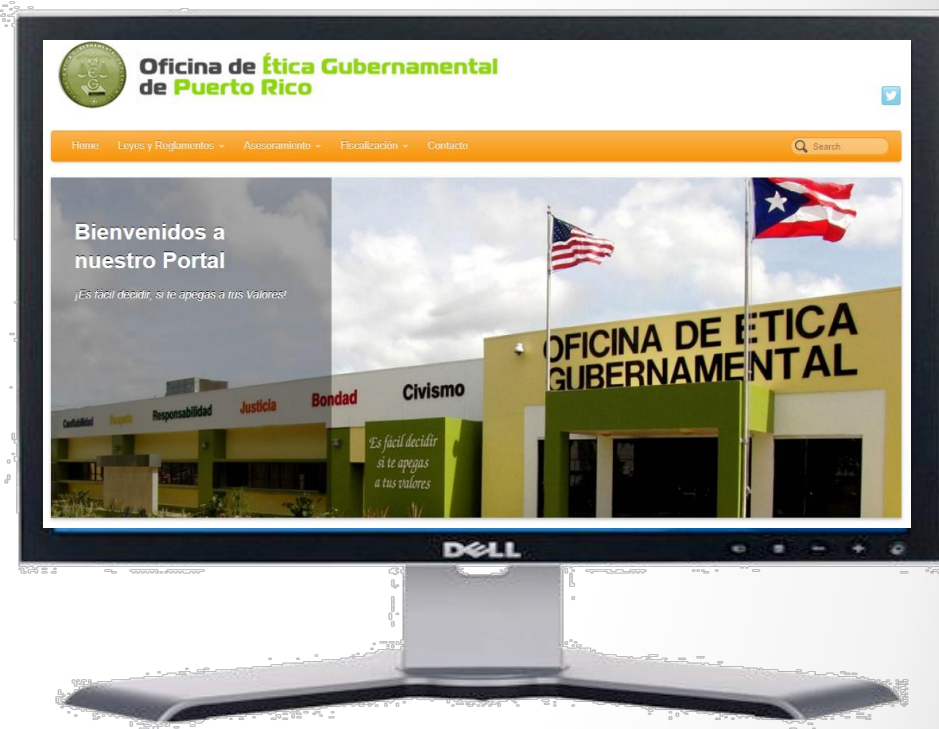 Oficina de Ética Gubernamental
de Puerto Rico
Home Leyes y Reglamentos Asesoramiento Fiscalización Contacto Search
Bienvenidos a
nuestro Portal
¡Es fácil decidir, si te apegas a tus Valores!
OFICINA DE ETICA
GUBERNAMENTAL
Confiabilidad Respeto Responsabilidad Justicia Bondad Civismo
Es fácil decidir
si te apegas
a tus valores
DELL